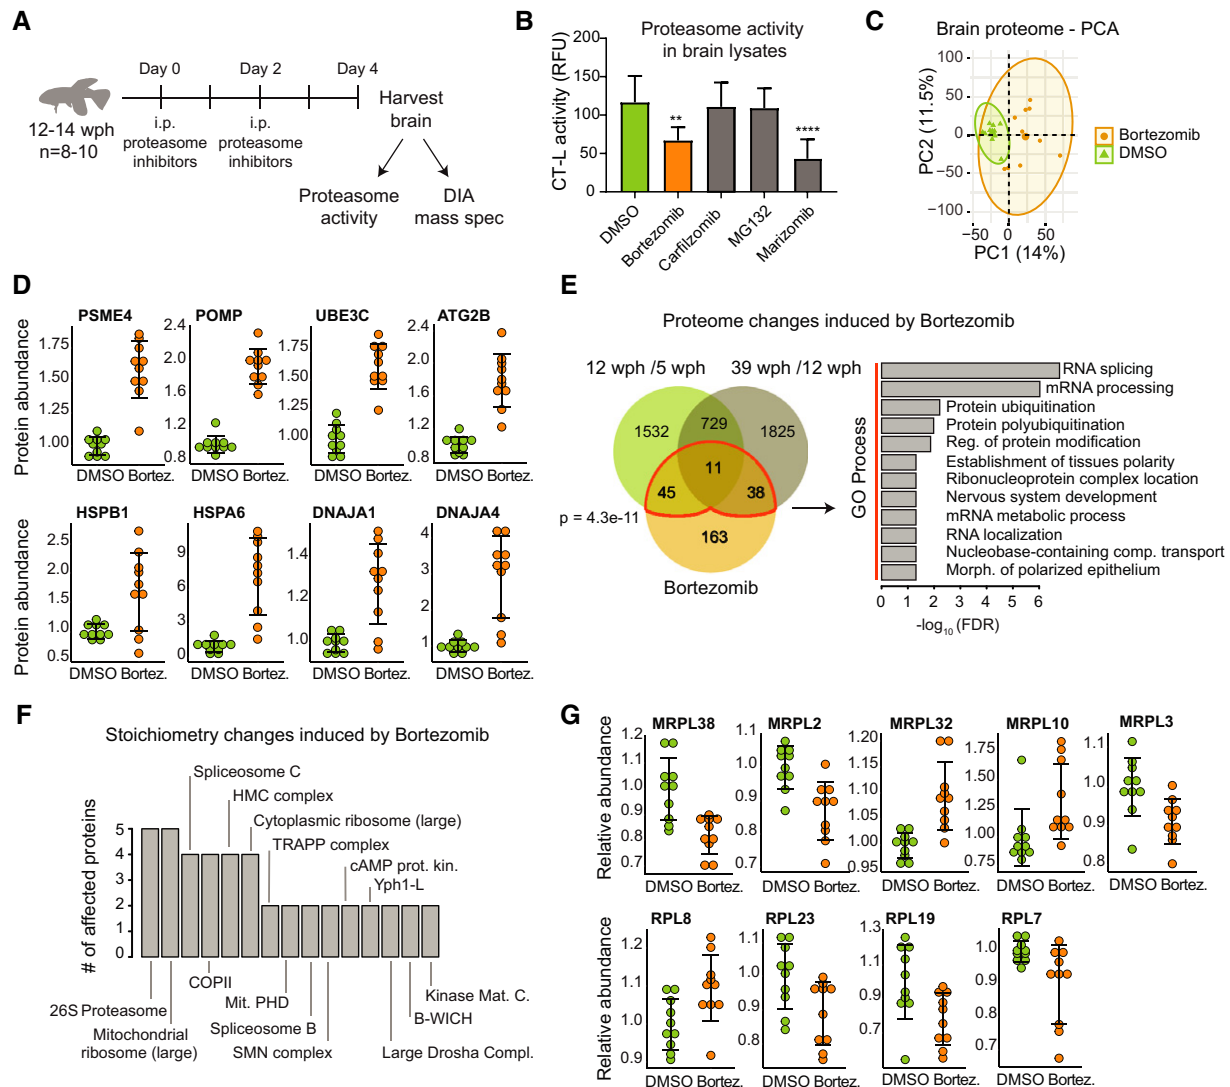 A
Day 0
Day 2
Day 4
12-14 wph
n=8-10
i.p.
proteasome
inhibitors
i.p.
proteasome
inhibitors
Harvest
brain
Proteasome
activity
DIA
mass spec
B
Proteasome activity
in brain lysates
CT-L activity (RFU)
200
150
100
50
0
**
****
DMSO
Bortezomib
Carfilzomib
MG132
Marizomib
C
Brain proteome - PCA
PC2 (11.5%)
100
50
0
−50
−100
−50
0
50
PC1 (14%)
Bortezomib
DMSO
D
Protein abundance
PSME4
1.75
1.50
1.25
1.00
DMSO Bortez.
POMP
2.4
2.0
1.6
1.2
0.8
DMSO Bortez.
UBE3C
1.75
1.50
1.25
1.00
DMSO Bortez.
ATG2B
2.4
2.0
1.6
1.2
0.8
DMSO Bortez.
Protein abundance
HSPB1
2.5
2.0
1.5
1.0
0.5
DMSO Bortez.
HSPA6
9
6
3
0
DMSO Bortez.
DNAJA1
1.4
1.2
1.0
DMSO Bortez.
DNAJA4
4
3
2
1
DMSO Bortez.
E
Proteome changes induced by Bortezomib
12 wph /5 wph
39 wph /12 wph
1532
729
1825
11
45
38
163
p = 4.3e-11
Bortezomib
GO Process
RNA splicing
mRNA processing
Protein ubiquitination
Protein polyubiquitination
Reg. of protein modification
Establishment of tissues polarity
Ribonucleoprotein complex location
Nervous system development
mRNA metabolic process
RNA localization
Nucleobase-containing comp. transport
Morph. of polarized epithelium
0
1
2
3
4
5
6
-log10 (FDR)
F
Stoichiometry changes induced by Bortezomib
# of affected proteins
5
4
3
2
1
0
Spliceosome C
HMC complex
Cytoplasmic ribosome (large)
TRAPP complex
cAMP prot. kin.
Yph1-L
26S Proteasome
Mitochondrial
ribosome (large)
COPII
Mit. PHD
Spliceosome B
SMN complex
Kinase Mat. C.
B-WICH
Large Drosha Compl.
G
Relative abundance
MRPL38
1.2
1.1
1.0
0.9
0.8
0.7
DMSO Bortez.
MRPL2
1.1
1.0
0.9
0.8
0.7
DMSO Bortez.
MRPL32
1.20
1.15
1.10
1.05
1.00
0.95
DMSO Bortez.
MRPL10
1.75
1.50
1.25
1.00
0.75
DMSO Bortez.
MRPL3
1.1
1.0
0.9
0.8
DMSO Bortez.
Relative abundance
RPL8
1.2
1.1
1.0
0.9
DMSO Bortez.
RPL23
1.1
1.0
0.9
0.8
DMSO Bortez.
RPL19
1.3
1.1
0.9
0.7
DMSO Bortez.
RPL7
1.0
0.9
0.8
0.7
DMSO Bortez.